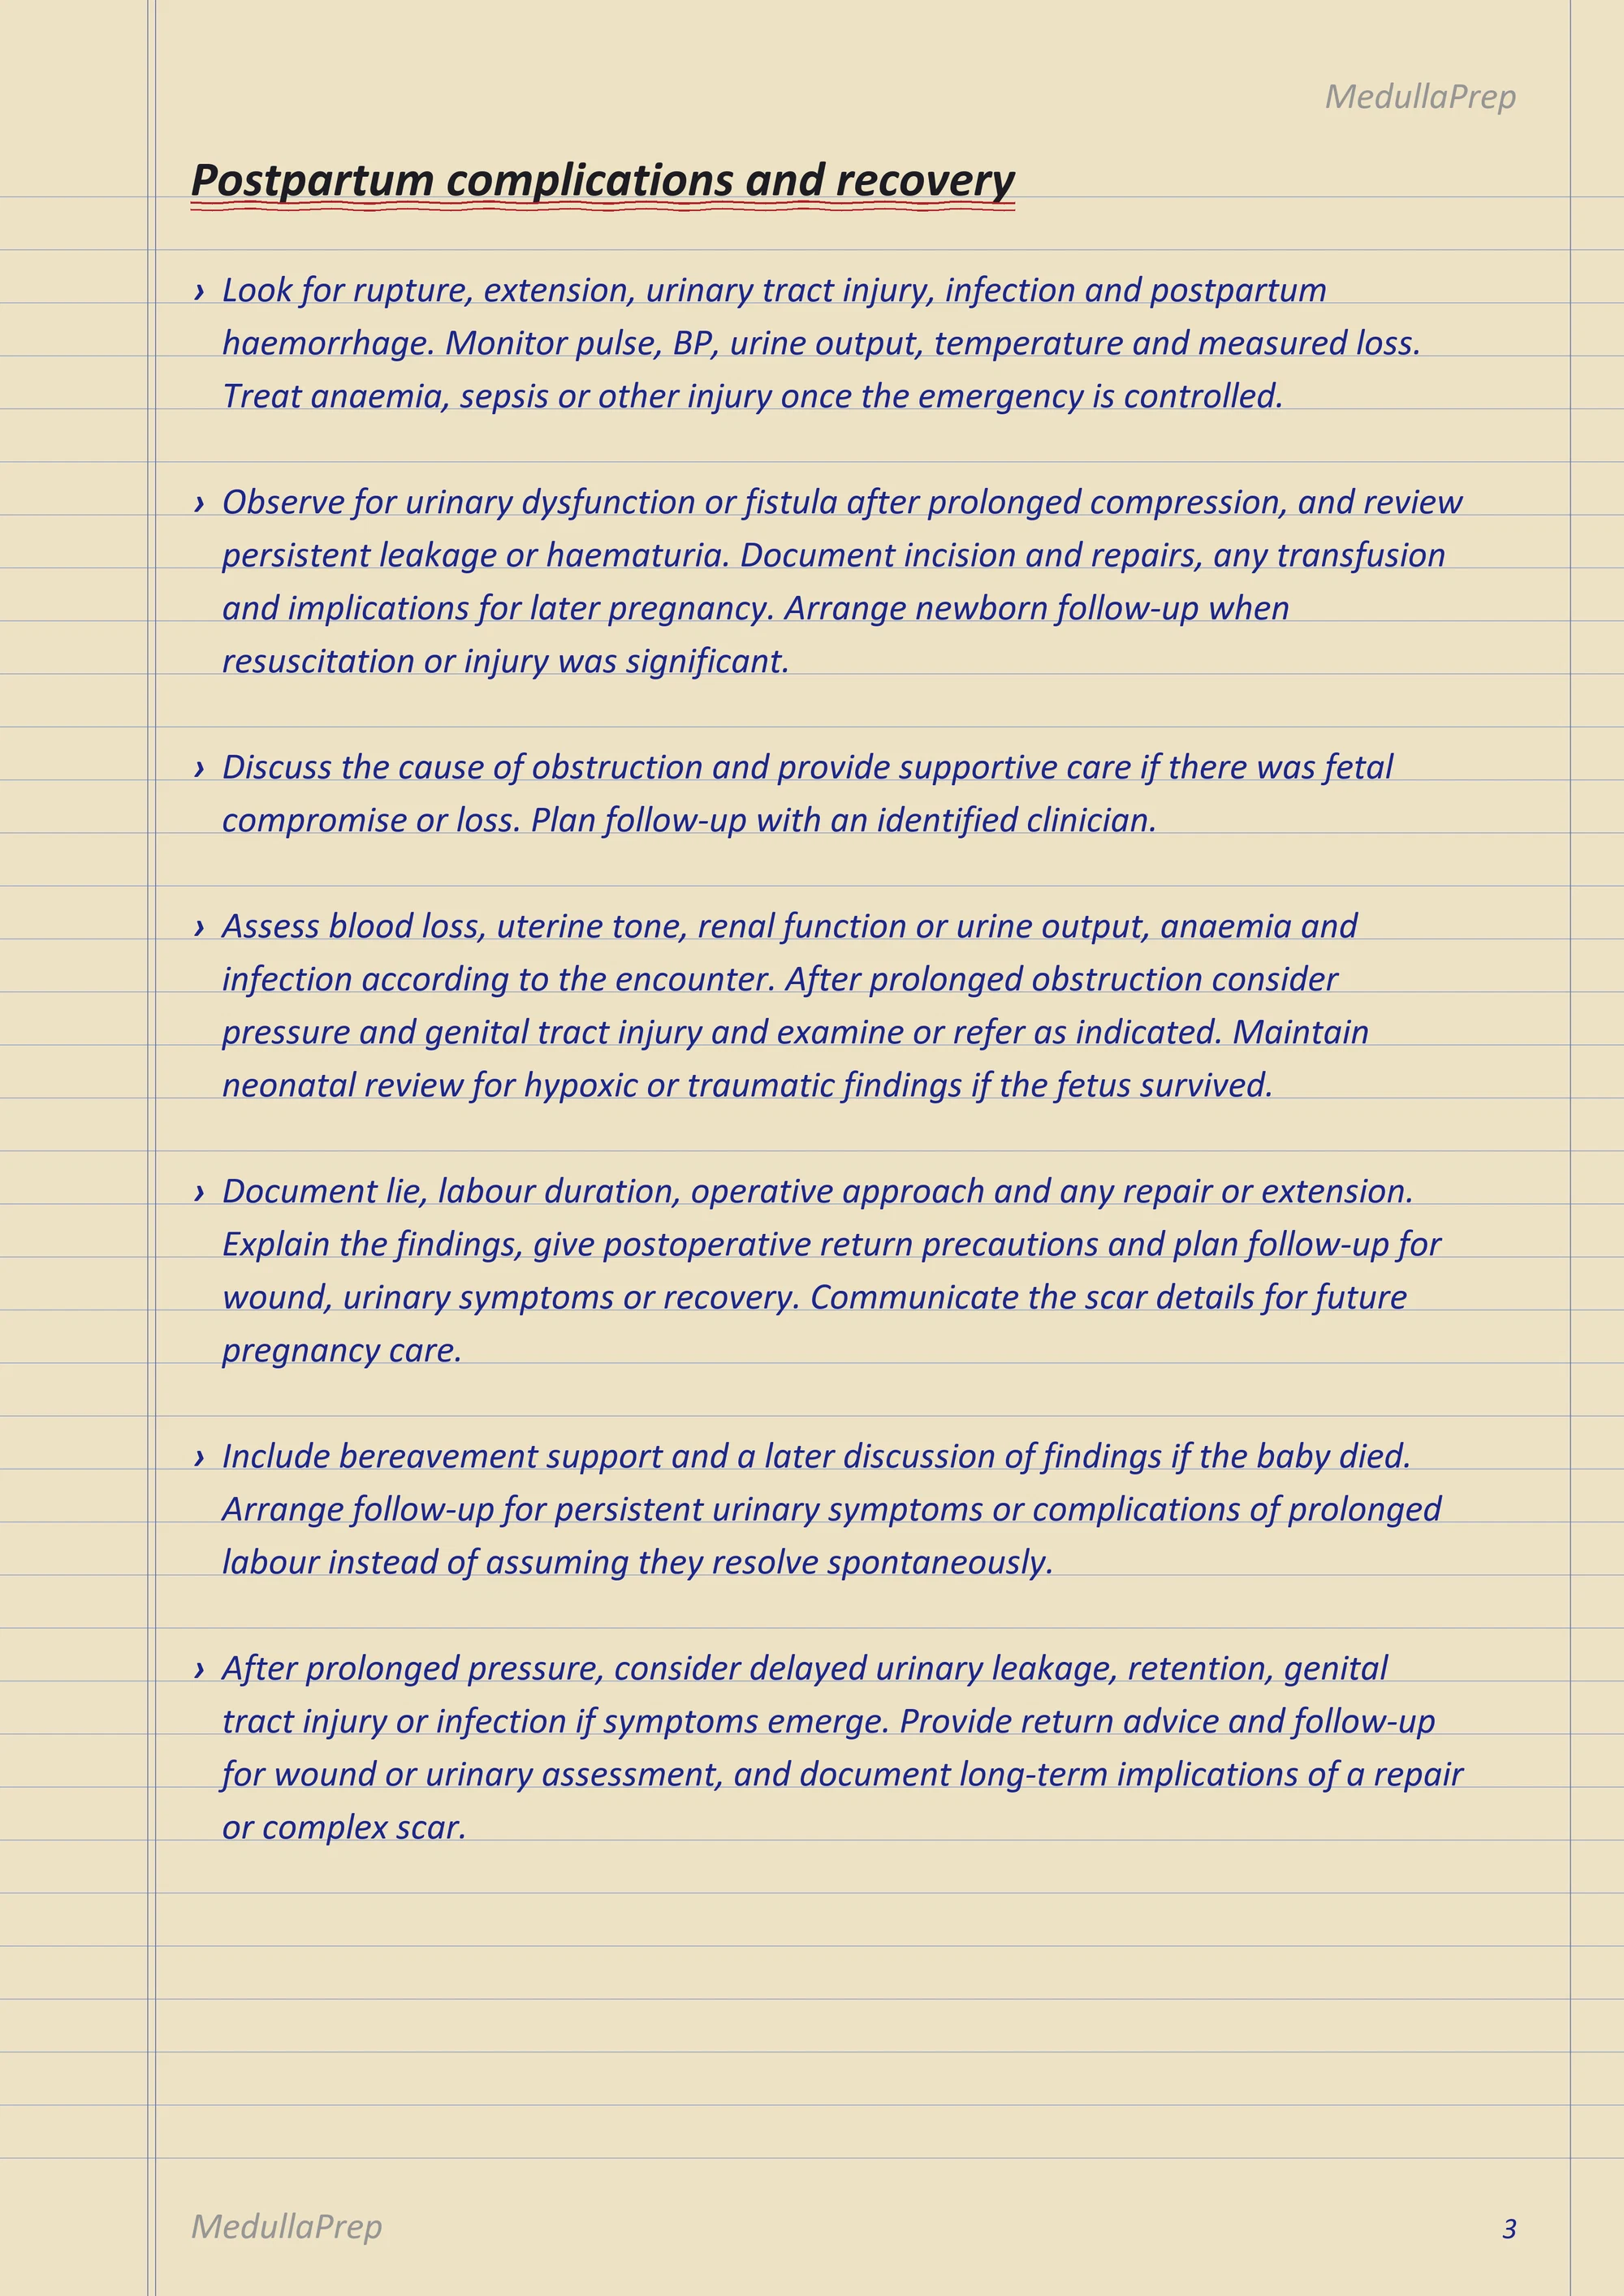 MedullaPrep
Postpartum complications and recovery
› Look for rupture, extension, urinary tract injury, infection and postpartum
haemorrhage. Monitor pulse, BP, urine output, temperature and measured loss.
Treat anaemia, sepsis or other injury once the emergency is controlled.
› Observe for urinary dysfunction or fistula after prolonged compression, and review
persistent leakage or haematuria. Document incision and repairs, any transfusion
and implications for later pregnancy. Arrange newborn follow-up when
resuscitation or injury was significant.
› Discuss the cause of obstruction and provide supportive care if there was fetal
compromise or loss. Plan follow-up with an identified clinician.
› Assess blood loss, uterine tone, renal function or urine output, anaemia and
infection according to the encounter. After prolonged obstruction consider
pressure and genital tract injury and examine or refer as indicated. Maintain
neonatal review for hypoxic or traumatic findings if the fetus survived.
› Document lie, labour duration, operative approach and any repair or extension.
Explain the findings, give postoperative return precautions and plan follow-up for
wound, urinary symptoms or recovery. Communicate the scar details for future
pregnancy care.
› Include bereavement support and a later discussion of findings if the baby died.
Arrange follow-up for persistent urinary symptoms or complications of prolonged
labour instead of assuming they resolve spontaneously.
› After prolonged pressure, consider delayed urinary leakage, retention, genital
tract injury or infection if symptoms emerge. Provide return advice and follow-up
for wound or urinary assessment, and document long-term implications of a repair
or complex scar.
MedullaPrep
3